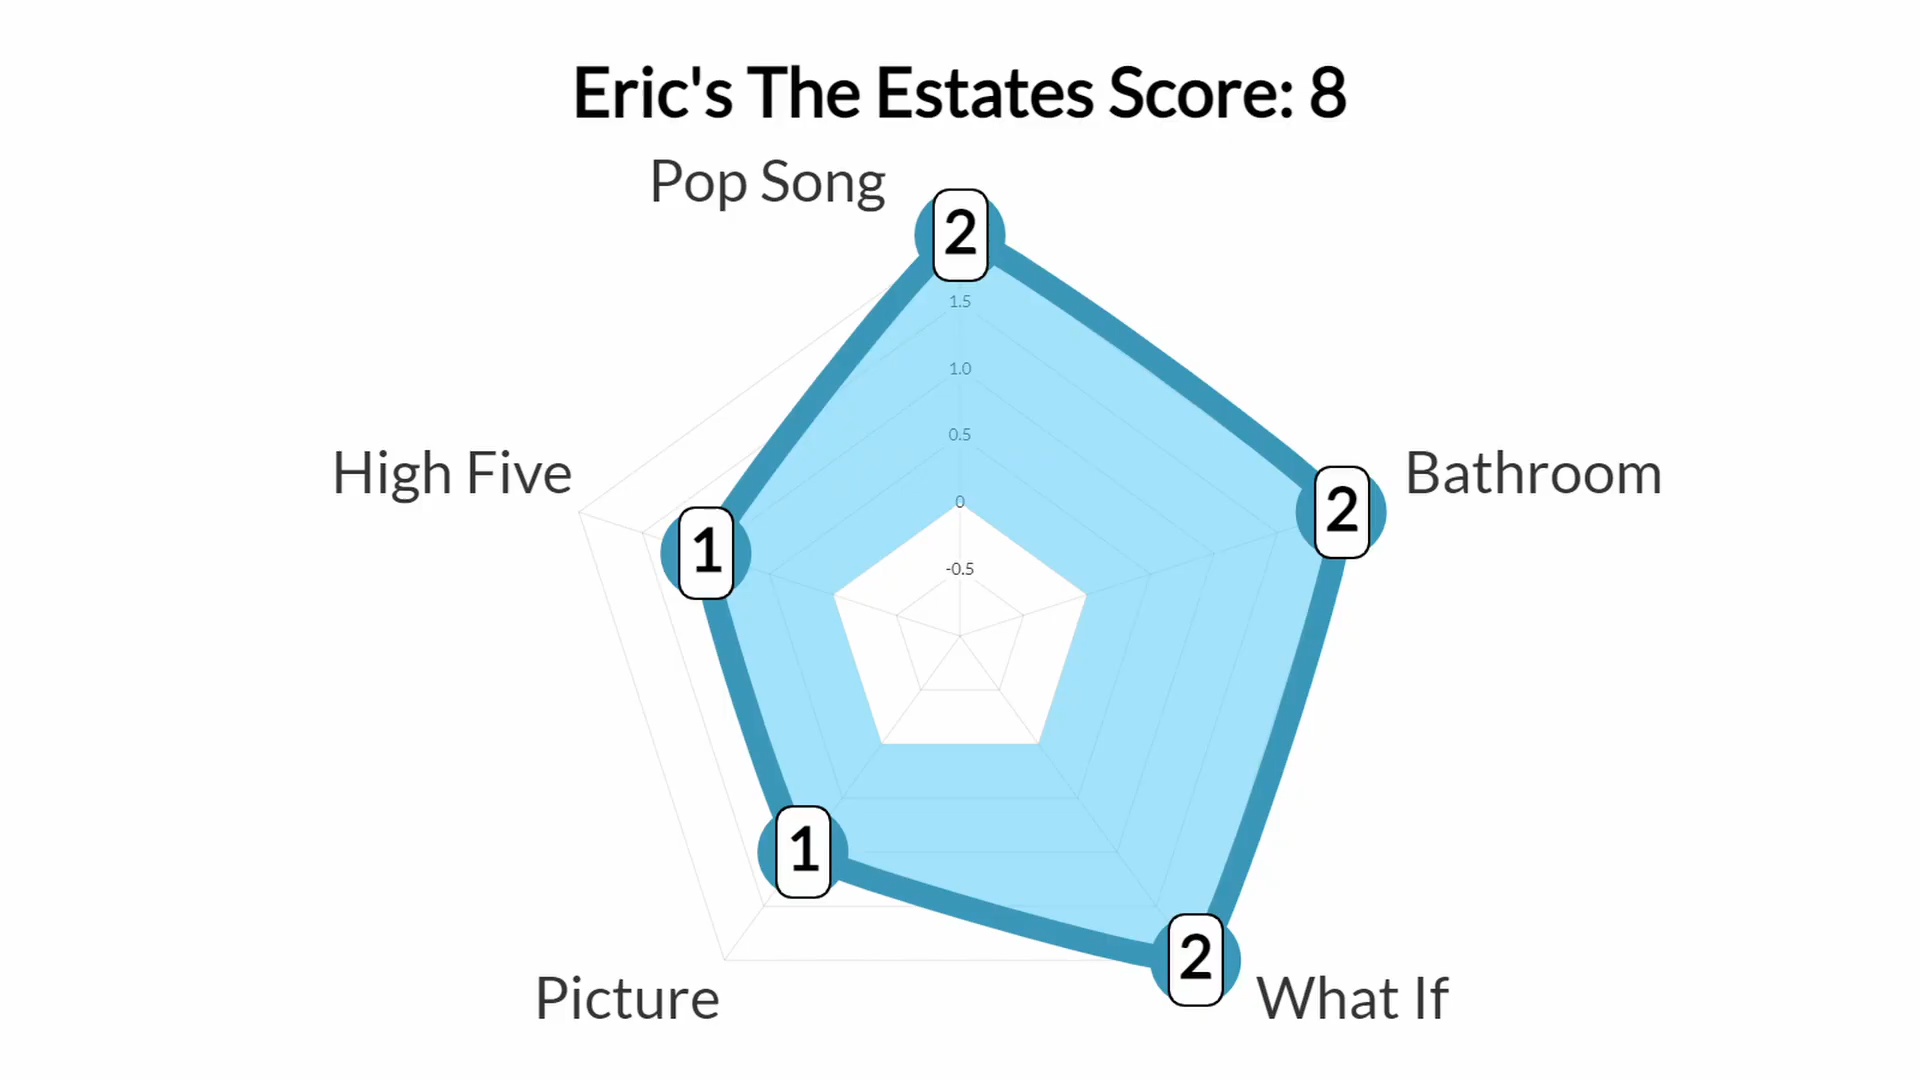 Eric's The Estates Score: 8
Pop Song
2
1.5
1.0
0.5
0
-0.5
High Five
1
Bathroom
2
Picture
1
What If
2